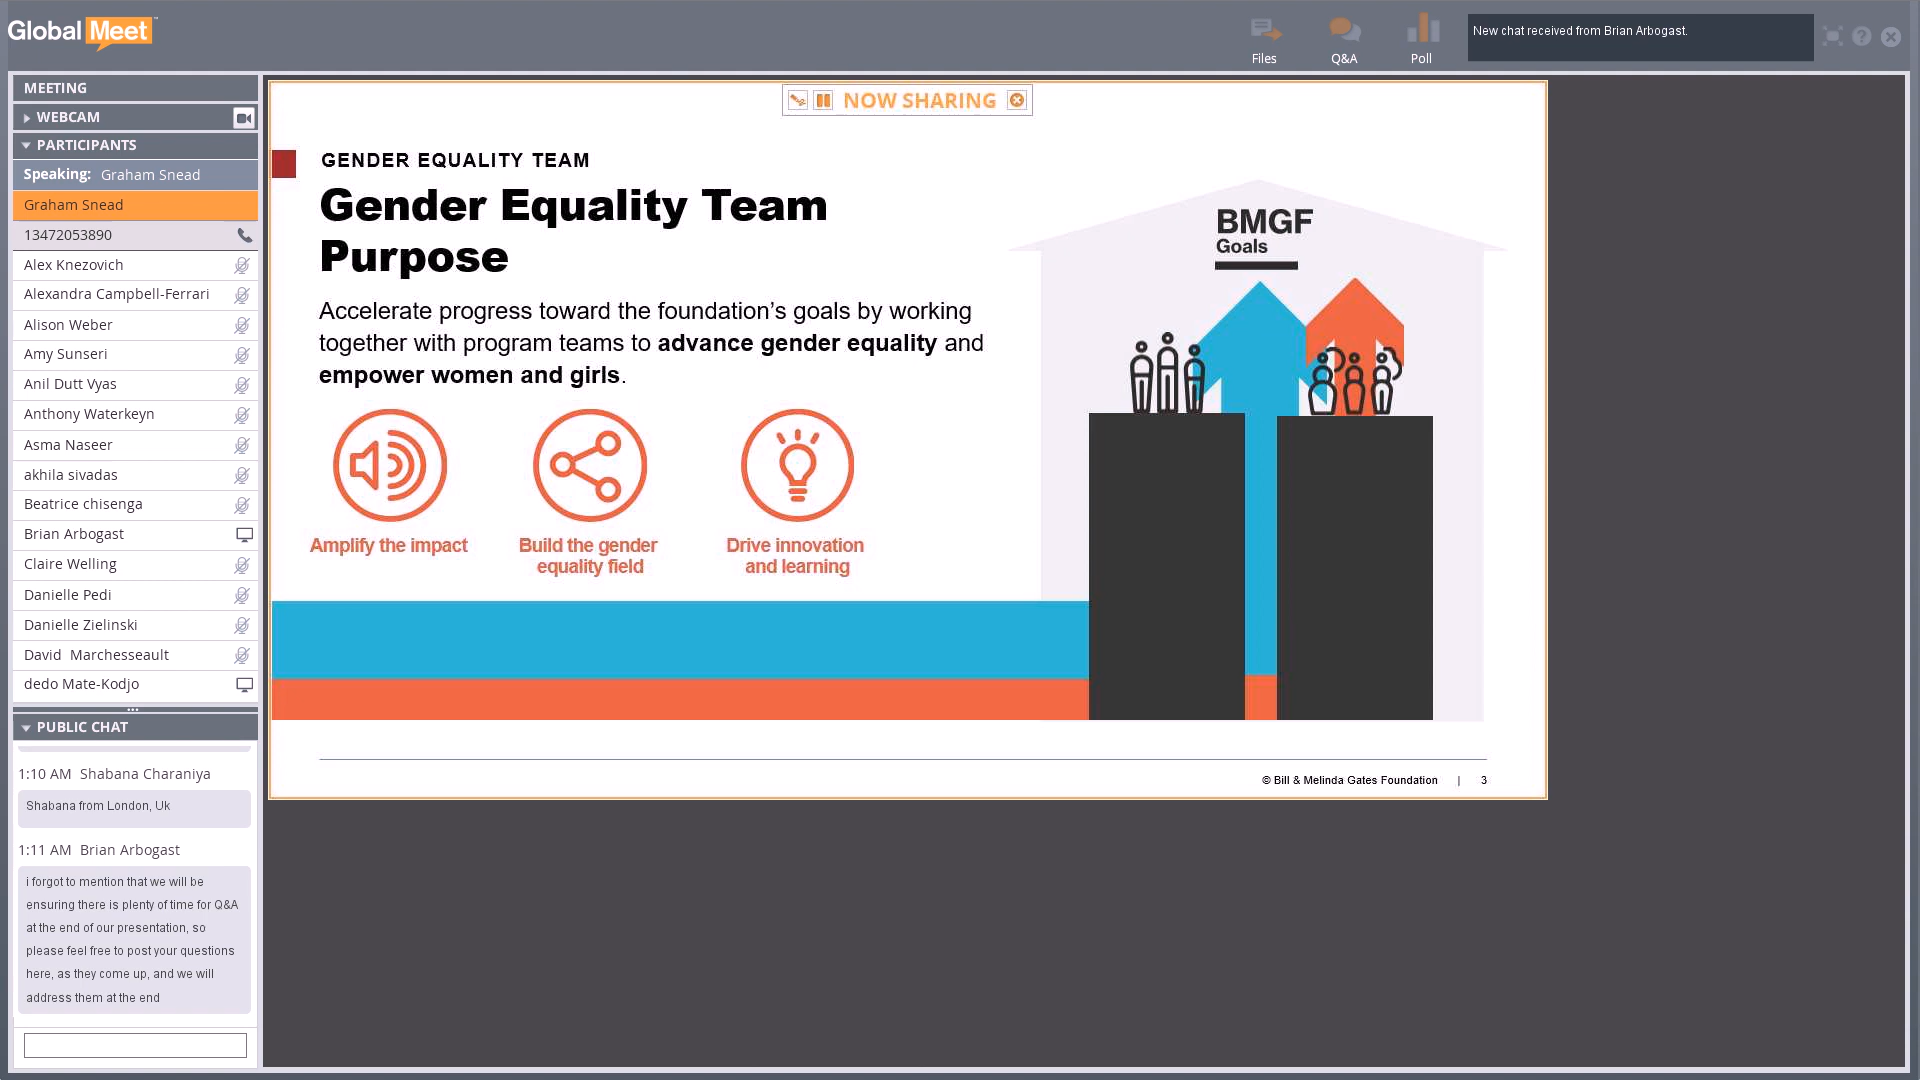 Global Meet
Files
Q&A
Poll
New chat received from Brian Arbogast.
MEETING
WEBCAM
PARTICIPANTS
Speaking: Graham Snead
Graham Snead
13472053890
Alex Knezovich
Alexandra Campbell-Ferrari
Alison Weber
Amy Sunseri
Anil Dutt Vyas
Anthony Waterkeyn
Asma Naseer
akhila sivadas
Beatrice chisenga
Brian Arbogast
Claire Welling
Danielle Pedi
Danielle Zielinski
David  Marchesseault
dedo Mate-Kodjo
PUBLIC CHAT
1:10 AM  Shabana Charaniya
Shabana from London, Uk
1:11 AM  Brian Arbogast
i forgot to mention that we will be
ensuring there is plenty of time for Q&A
at the end of our presentation, so
please feel free to post your questions
here, as they come up, and we will
address them at the end
NOW SHARING
GENDER EQUALITY TEAM
Gender Equality Team
Purpose
Accelerate progress toward the foundation’s goals by working
together with program teams to advance gender equality and
empower women and girls.
Amplify the impact
Build the gender
equality field
Drive innovation
and learning
BMGF
Goals
© Bill & Melinda Gates Foundation | 3